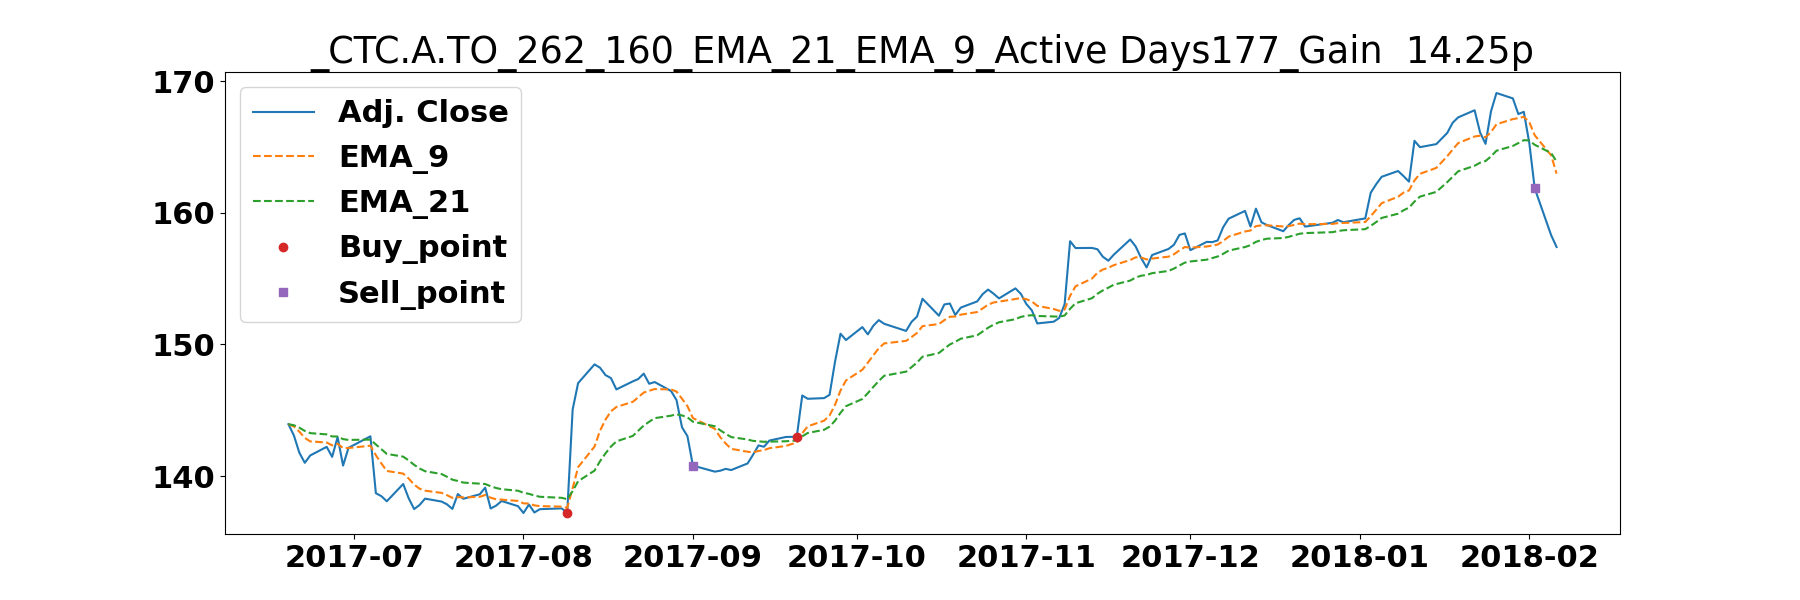 _CTC.A.TO_262_160_EMA_21_EMA_9_Active Days177_Gain  14.25p
170
160
150
140
Adj. Close
EMA_9
EMA_21
Buy_point
Sell_point
2017-07 2017-08 2017-09 2017-10 2017-11 2017-12 2018-01 2018-02